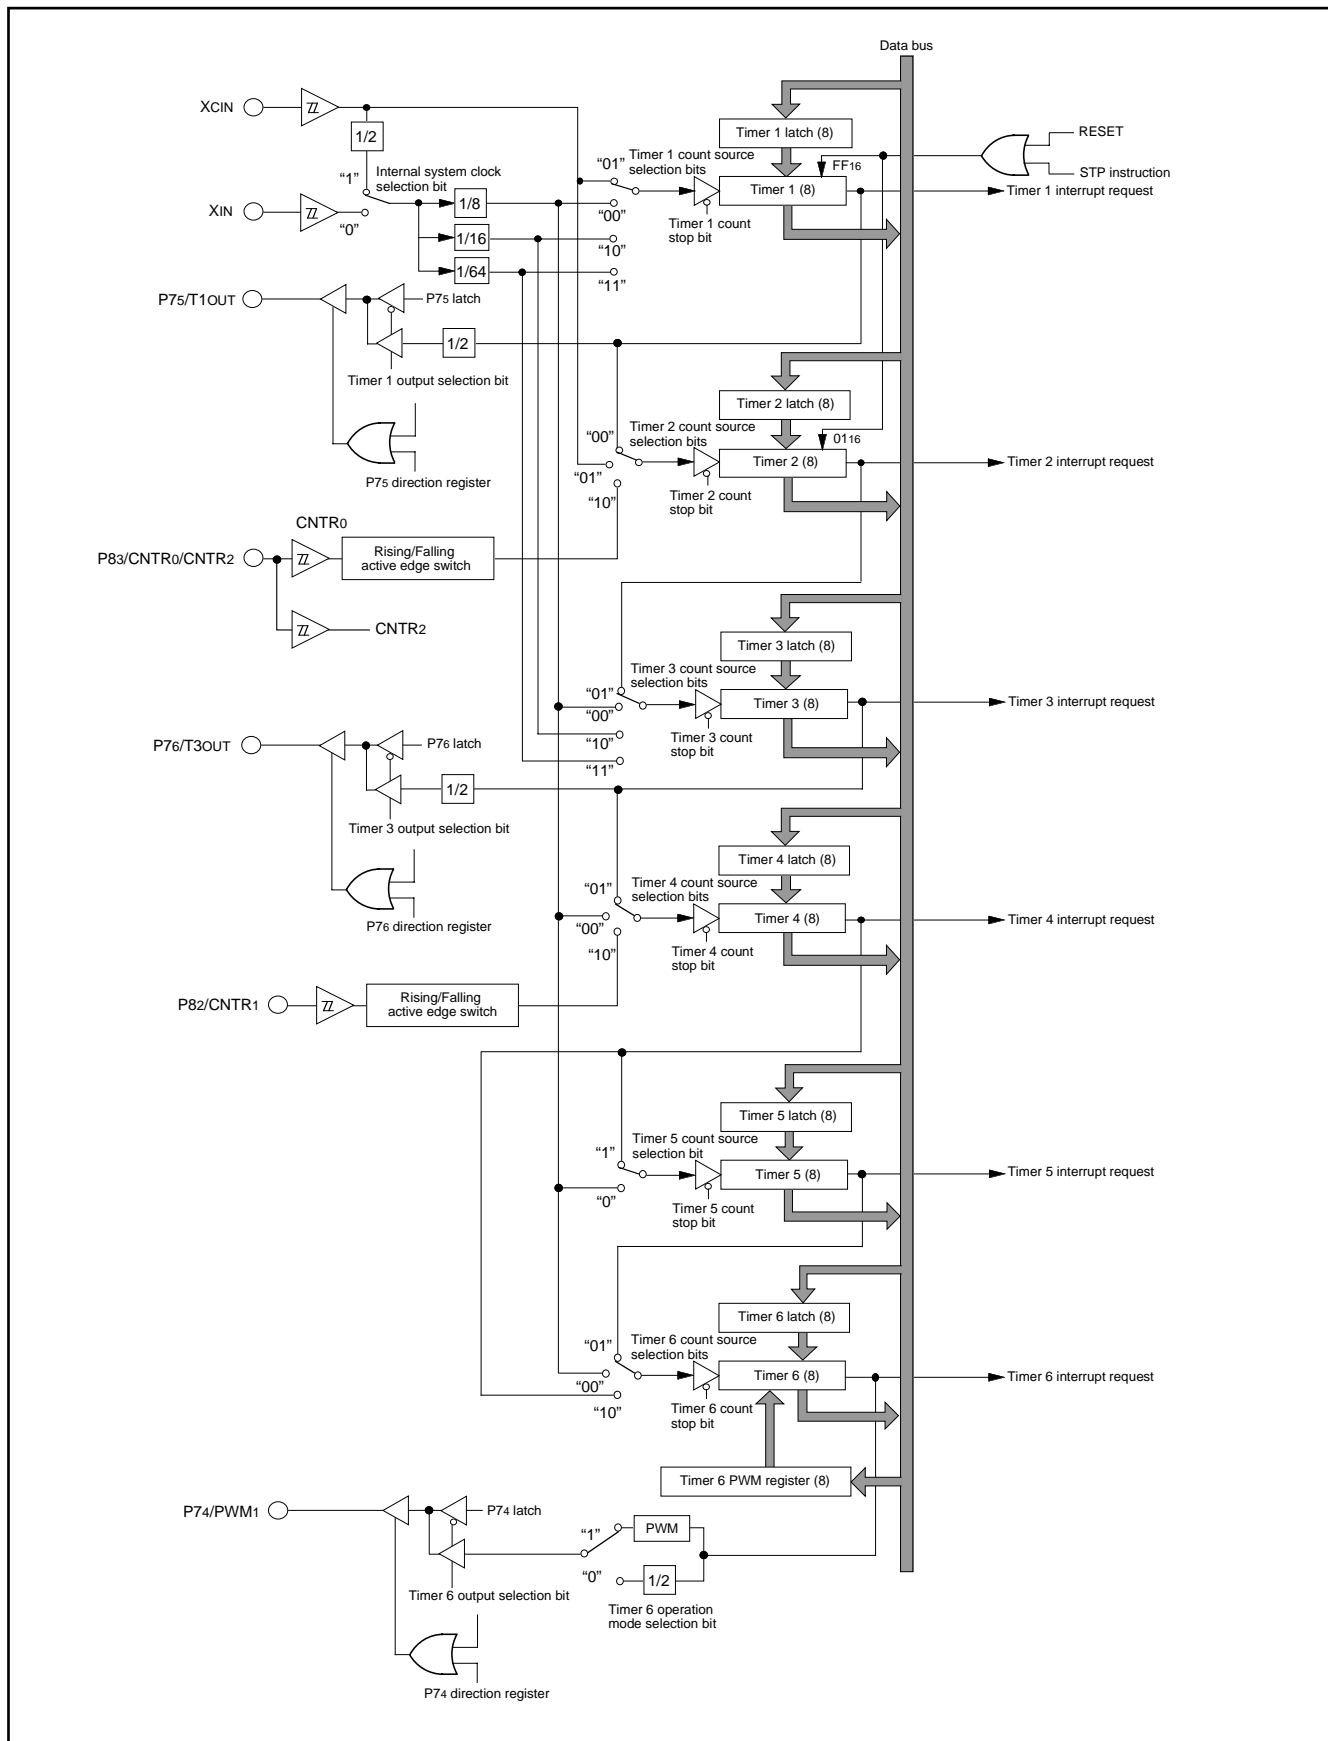 Data bus
XCIN
1/2
Timer 1 latch (8)
RESET
STP instruction
FF16
"01"
Timer 1 count source
selection bits
"1"
Internal system clock
selection bit
Timer 1 (8)
Timer 1 interrupt request
XIN
1/8
"00"
"0"
Timer 1 count
stop bit
1/16
"10"
1/64
"11"
P75/T1OUT
P75 latch
1/2
Timer 1 output selection bit
Timer 2 latch (8)
"00"
Timer 2 count source
selection bits
0116
Timer 2 (8)
Timer 2 interrupt request
"01"
P75 direction register
"10"
Timer 2 count
stop bit
CNTR0
P83/CNTR0/CNTR2
Rising/Falling
active edge switch
CNTR2
Timer 3 latch (8)
Timer 3 count source
selection bits
"01"
Timer 3 (8)
Timer 3 interrupt request
"00"
Timer 3 count
stop bit
"10"
"11"
P76/T3OUT
P76 latch
1/2
Timer 3 output selection bit
Timer 4 latch (8)
"01"
Timer 4 count source
selection bits
Timer 4 (8)
Timer 4 interrupt request
"00"
P76 direction register
"10"
Timer 4 count
stop bit
P82/CNTR1
Rising/Falling
active edge switch
Timer 5 latch (8)
"1"
Timer 5 count source
selection bit
Timer 5 (8)
Timer 5 interrupt request
"0"
Timer 5 count
stop bit
Timer 6 latch (8)
"01"
Timer 6 count source
selection bits
Timer 6 (8)
Timer 6 interrupt request
"00"
"10"
Timer 6 count
stop bit
Timer 6 PWM register (8)
P74/PWM1
P74 latch
"1"
PWM
"0"
1/2
Timer 6 output selection bit
Timer 6 operation
mode selection bit
P74 direction register